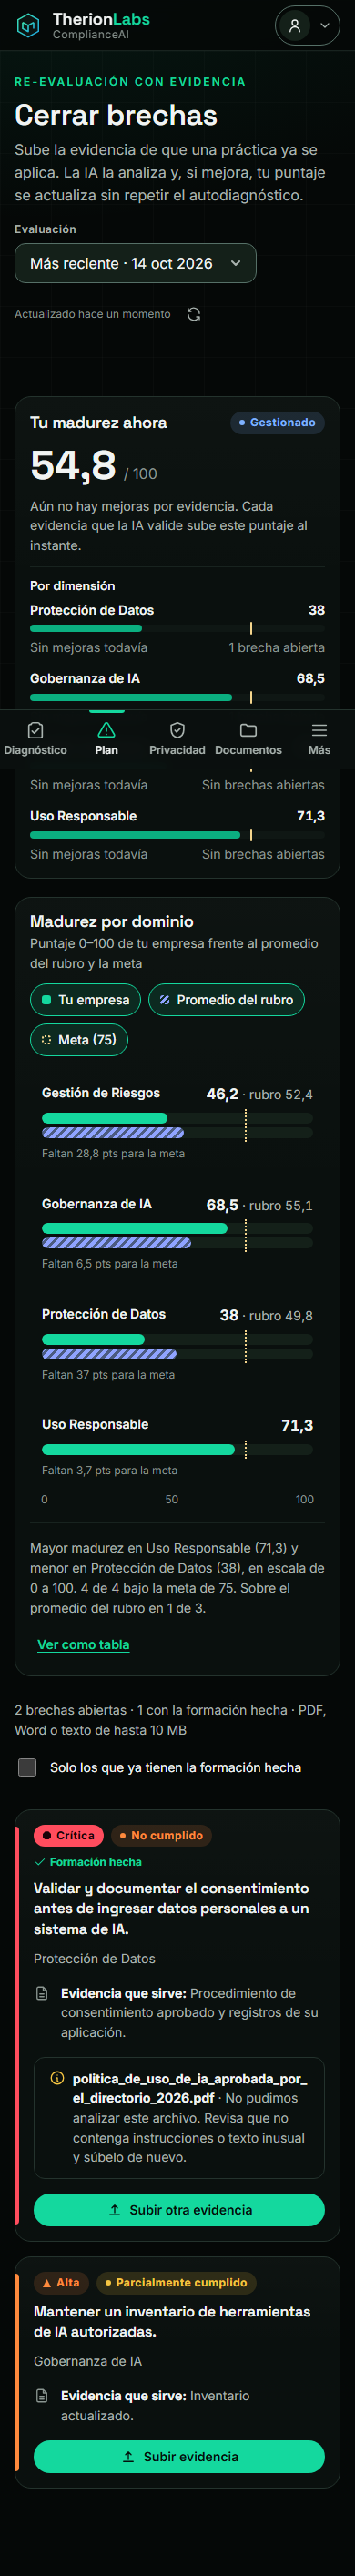 TherionLabs
ComplianceAI
RE-EVALUACIÓN CON EVIDENCIA
Cerrar brechas
Sube la evidencia de que una práctica ya se
aplica. La IA la analiza y, si mejora, tu puntaje
se actualiza sin repetir el autodiagnóstico.
Evaluación
Más reciente · 14 oct 2026
Actualizado hace un momento
Tu madurez ahora
Gestionado
54,8 / 100
Aún no hay mejoras por evidencia. Cada
evidencia que la IA valide sube este puntaje al
instante.
Por dimensión
Protección de Datos 38
Sin mejoras todavía 1 brecha abierta
Gobernanza de IA 68,5
Diagnóstico Plan Privacidad Documentos Más
Sin mejoras todavía Sin brechas abiertas
Uso Responsable 71,3
Sin mejoras todavía Sin brechas abiertas
Madurez por dominio
Puntaje 0–100 de tu empresa frente al promedio
del rubro y la meta
Tu empresa Promedio del rubro
Meta (75)
Gestión de Riesgos 46,2 · rubro 52,4
Faltan 28,8 pts para la meta
Gobernanza de IA 68,5 · rubro 55,1
Faltan 6,5 pts para la meta
Protección de Datos 38 · rubro 49,8
Faltan 37 pts para la meta
Uso Responsable 71,3
Faltan 3,7 pts para la meta
0 50 100
Mayor madurez en Uso Responsable (71,3) y
menor en Protección de Datos (38), en escala de
0 a 100. 4 de 4 bajo la meta de 75. Sobre el
promedio del rubro en 1 de 3.
Ver como tabla
2 brechas abiertas · 1 con la formación hecha · PDF,
Word o texto de hasta 10 MB
Solo los que ya tienen la formación hecha
Crítica No cumplido
Formación hecha
Validar y documentar el consentimiento
antes de ingresar datos personales a un
sistema de IA.
Protección de Datos
Evidencia que sirve: Procedimiento de
consentimiento aprobado y registros de su
aplicación.
politica_de_uso_de_ia_aprobada_por_
el_directorio_2026.pdf · No pudimos
analizar este archivo. Revisa que no
contenga instrucciones o texto inusual
y súbelo de nuevo.
Subir otra evidencia
Alta Parcialmente cumplido
Mantener un inventario de herramientas
de IA autorizadas.
Gobernanza de IA
Evidencia que sirve: Inventario
actualizado.
Subir evidencia